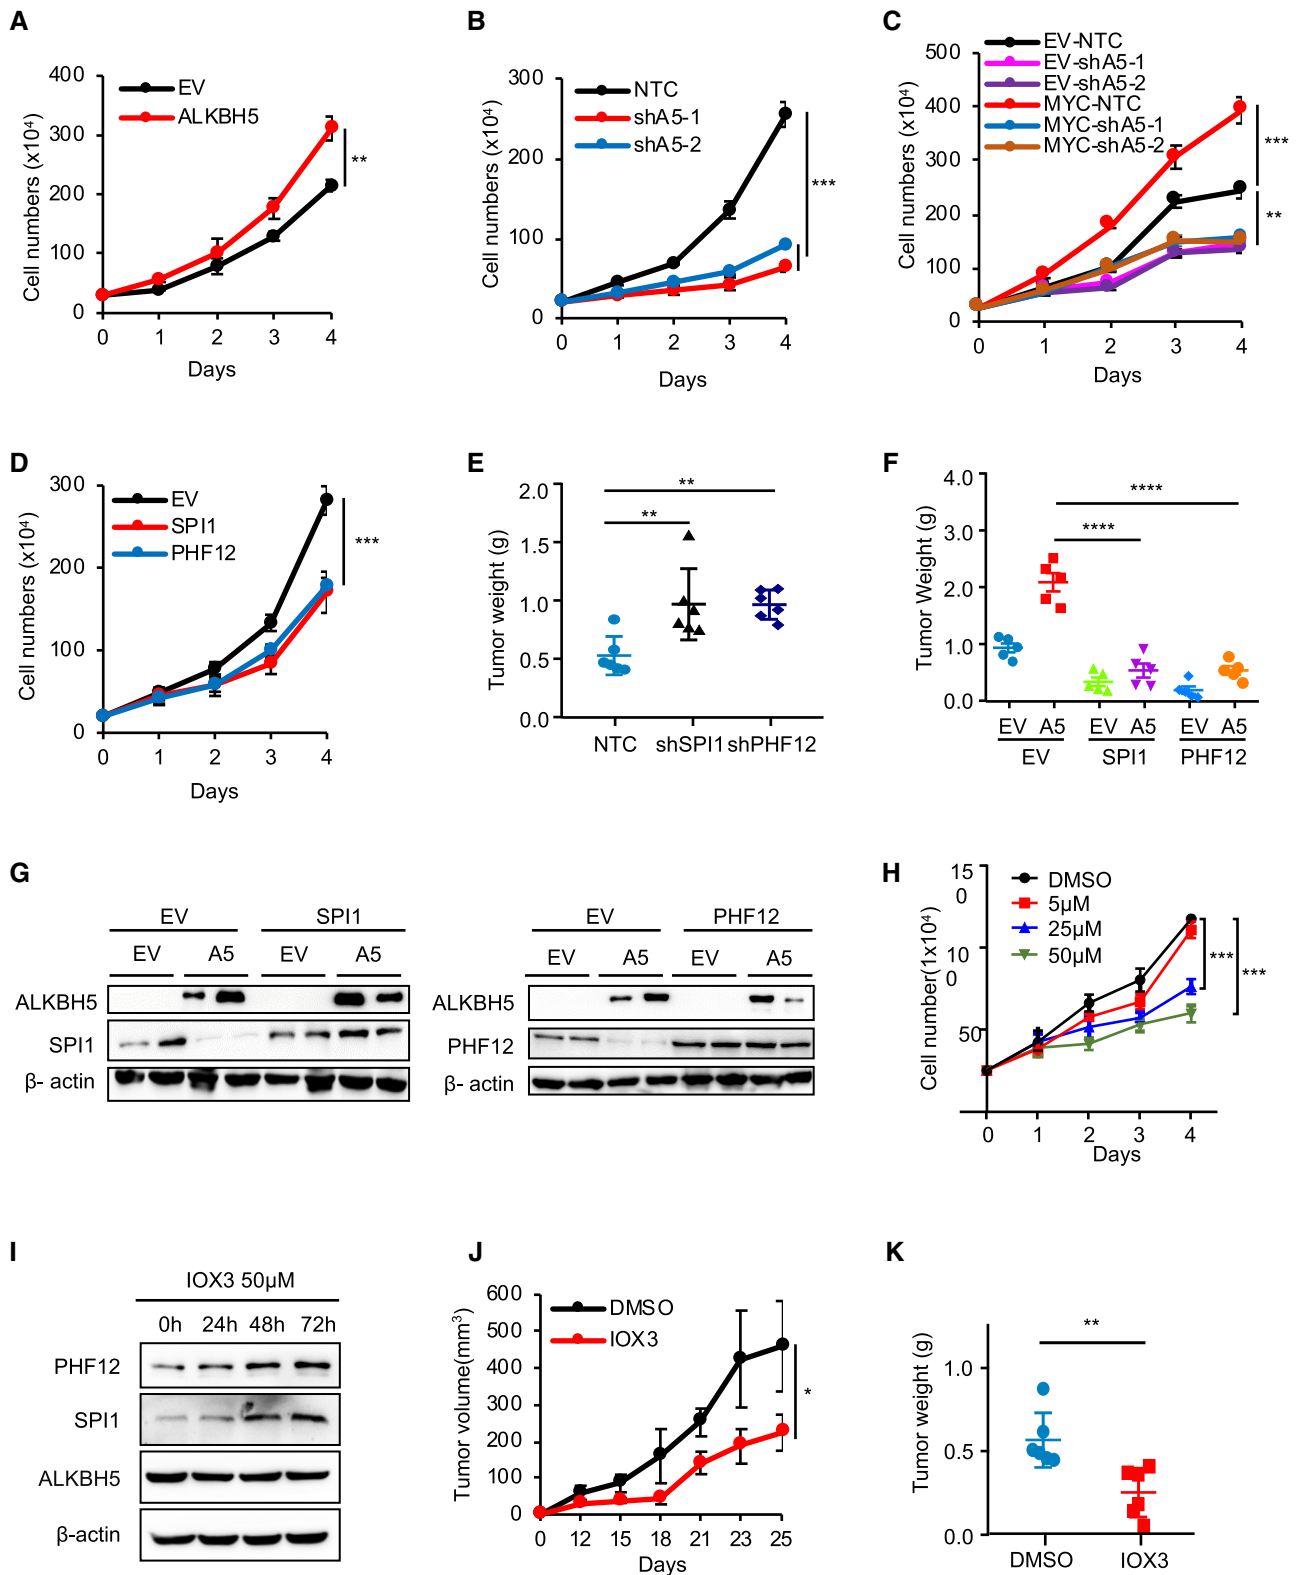 A
400
300
200
100
0
Cell numbers (x10⁴)
EV
ALKBH5
**
0 1 2 3 4
Days
B
300
200
100
0
Cell numbers (x10⁴)
NTC
shA5-1
shA5-2
***
0 1 2 3 4
Days
C
500
400
300
200
100
0
Cell numbers (x10⁴)
EV-NTC
EV-shA5-1
EV-shA5-2
MYC-NTC
MYC-shA5-1
MYC-shA5-2
***
**
0 1 2 3 4
Days
D
300
200
100
0
Cell numbers (x10⁴)
EV
SPI1
PHF12
***
0 1 2 3 4
Days
E
2.0
1.5
1.0
0.5
0.0
Tumor weight (g)
**
**
NTC shSPI1 shPHF12
F
4.0
3.0
2.0
1.0
0.0
Tumor Weight (g)
****
****
EV A5 EV A5 EV A5
EV SPI1 PHF12
G
EV SPI1
EV A5 EV A5
ALKBH5
SPI1
β- actin
EV PHF12
EV A5 EV A5
ALKBH5
PHF12
β- actin
H
15
0
10
0
50
Cell number(1x10⁴)
DMSO
5µM
25µM
50µM
***
***
0 1 2 3 4
Days
I
IOX3 50µM
0h 24h 48h 72h
PHF12
SPI1
ALKBH5
β-actin
J
600
500
400
300
200
100
0
Tumor volume(mm³)
DMSO
IOX3
*
0 12 15 18 21 23 25
Days
K
1.0
0.5
0.0
Tumor weight (g)
**
DMSO IOX3